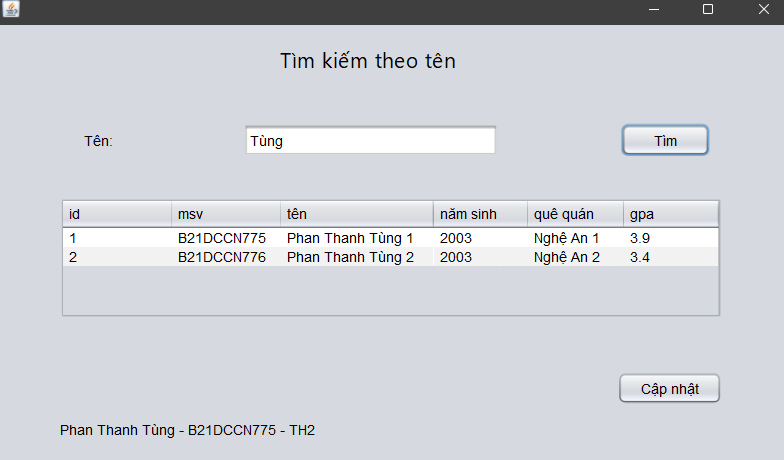 Tìm kiếm theo tên
Tên: Tùng Tìm
id msv tên năm sinh quê quán gpa
1 B21DCCN775 Phan Thanh Tùng 1 2003 Nghệ An 1 3.9
2 B21DCCN776 Phan Thanh Tùng 2 2003 Nghệ An 2 3.4
Cập nhật
Phan Thanh Tùng - B21DCCN775 - TH2